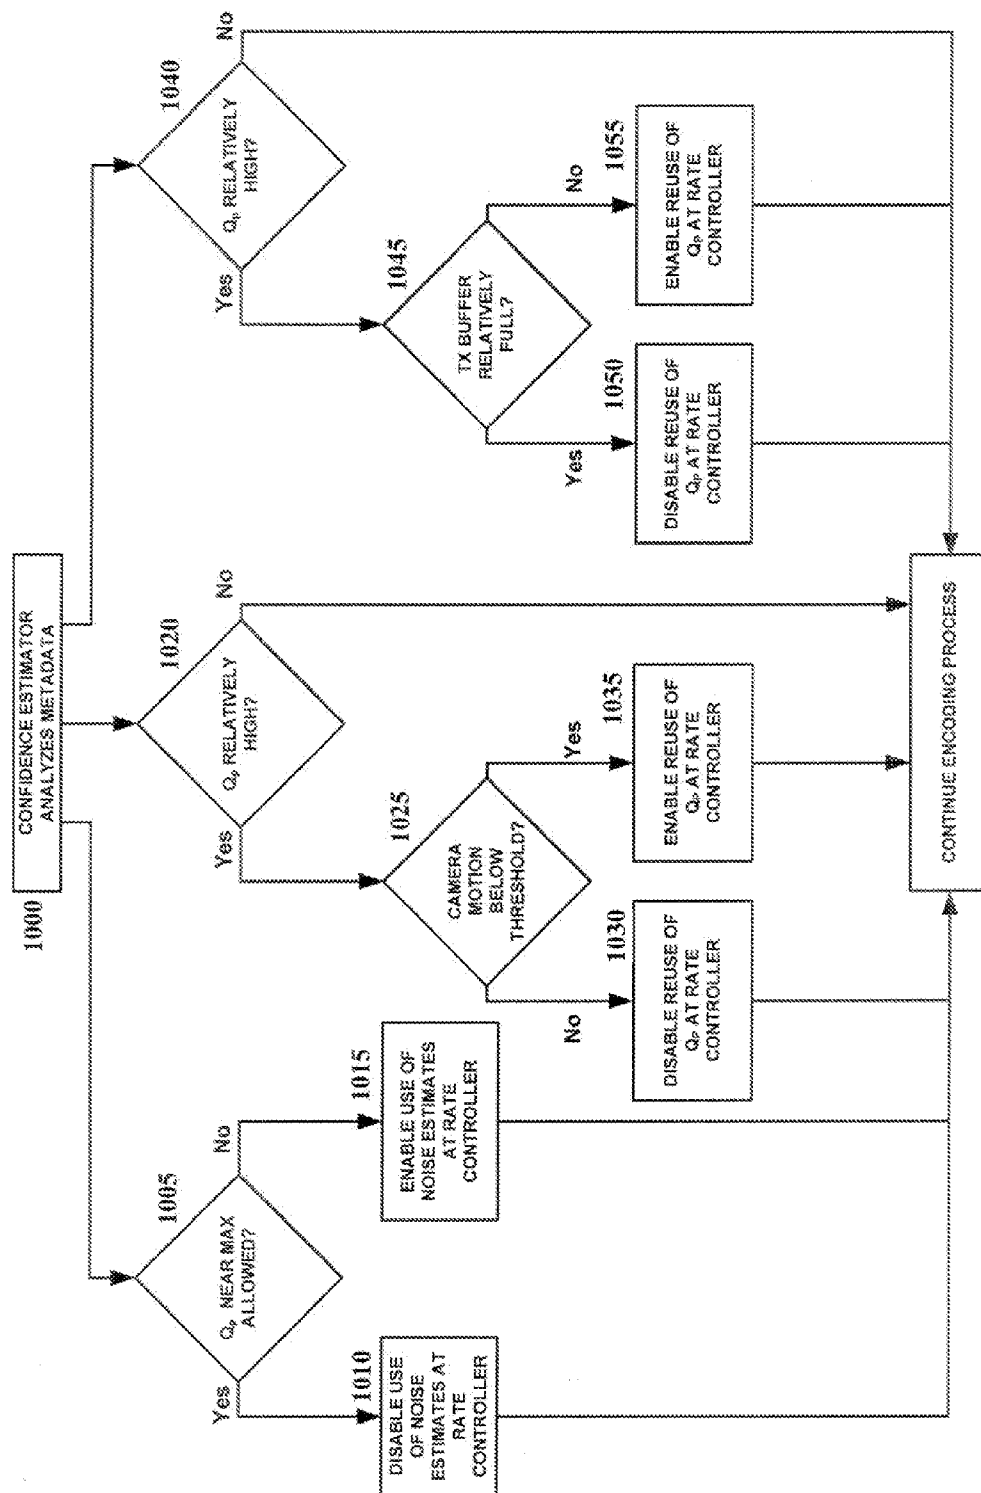 1000
CONFIDENCE ESTIMATOR
ANALYZES METADATA
1005
Qp NEAR MAX
ALLOWED?
Yes
No
1010
DISABLE USE
OF NOISE
ESTIMATES AT
RATE
CONTROLLER
1015
ENABLE USE OF
NOISE ESTIMATES
AT RATE
CONTROLLER
1020
Qp RELATIVELY
HIGH?
Yes
No
1025
CAMERA
MOTION
BELOW
THRESHOLD?
No
Yes
1030
DISABLE REUSE OF
Qp AT RATE
CONTROLLER
1035
ENABLE REUSE OF
Qp AT RATE
CONTROLLER
1040
Qp RELATIVELY
HIGH?
Yes
No
1045
TX BUFFER
RELATIVELY
FULL?
Yes
No
1050
DISABLE REUSE OF
Qp AT RATE
CONTROLLER
1055
ENABLE REUSE OF
Qp AT RATE
CONTROLLER
CONTINUE ENCODING PROCESS